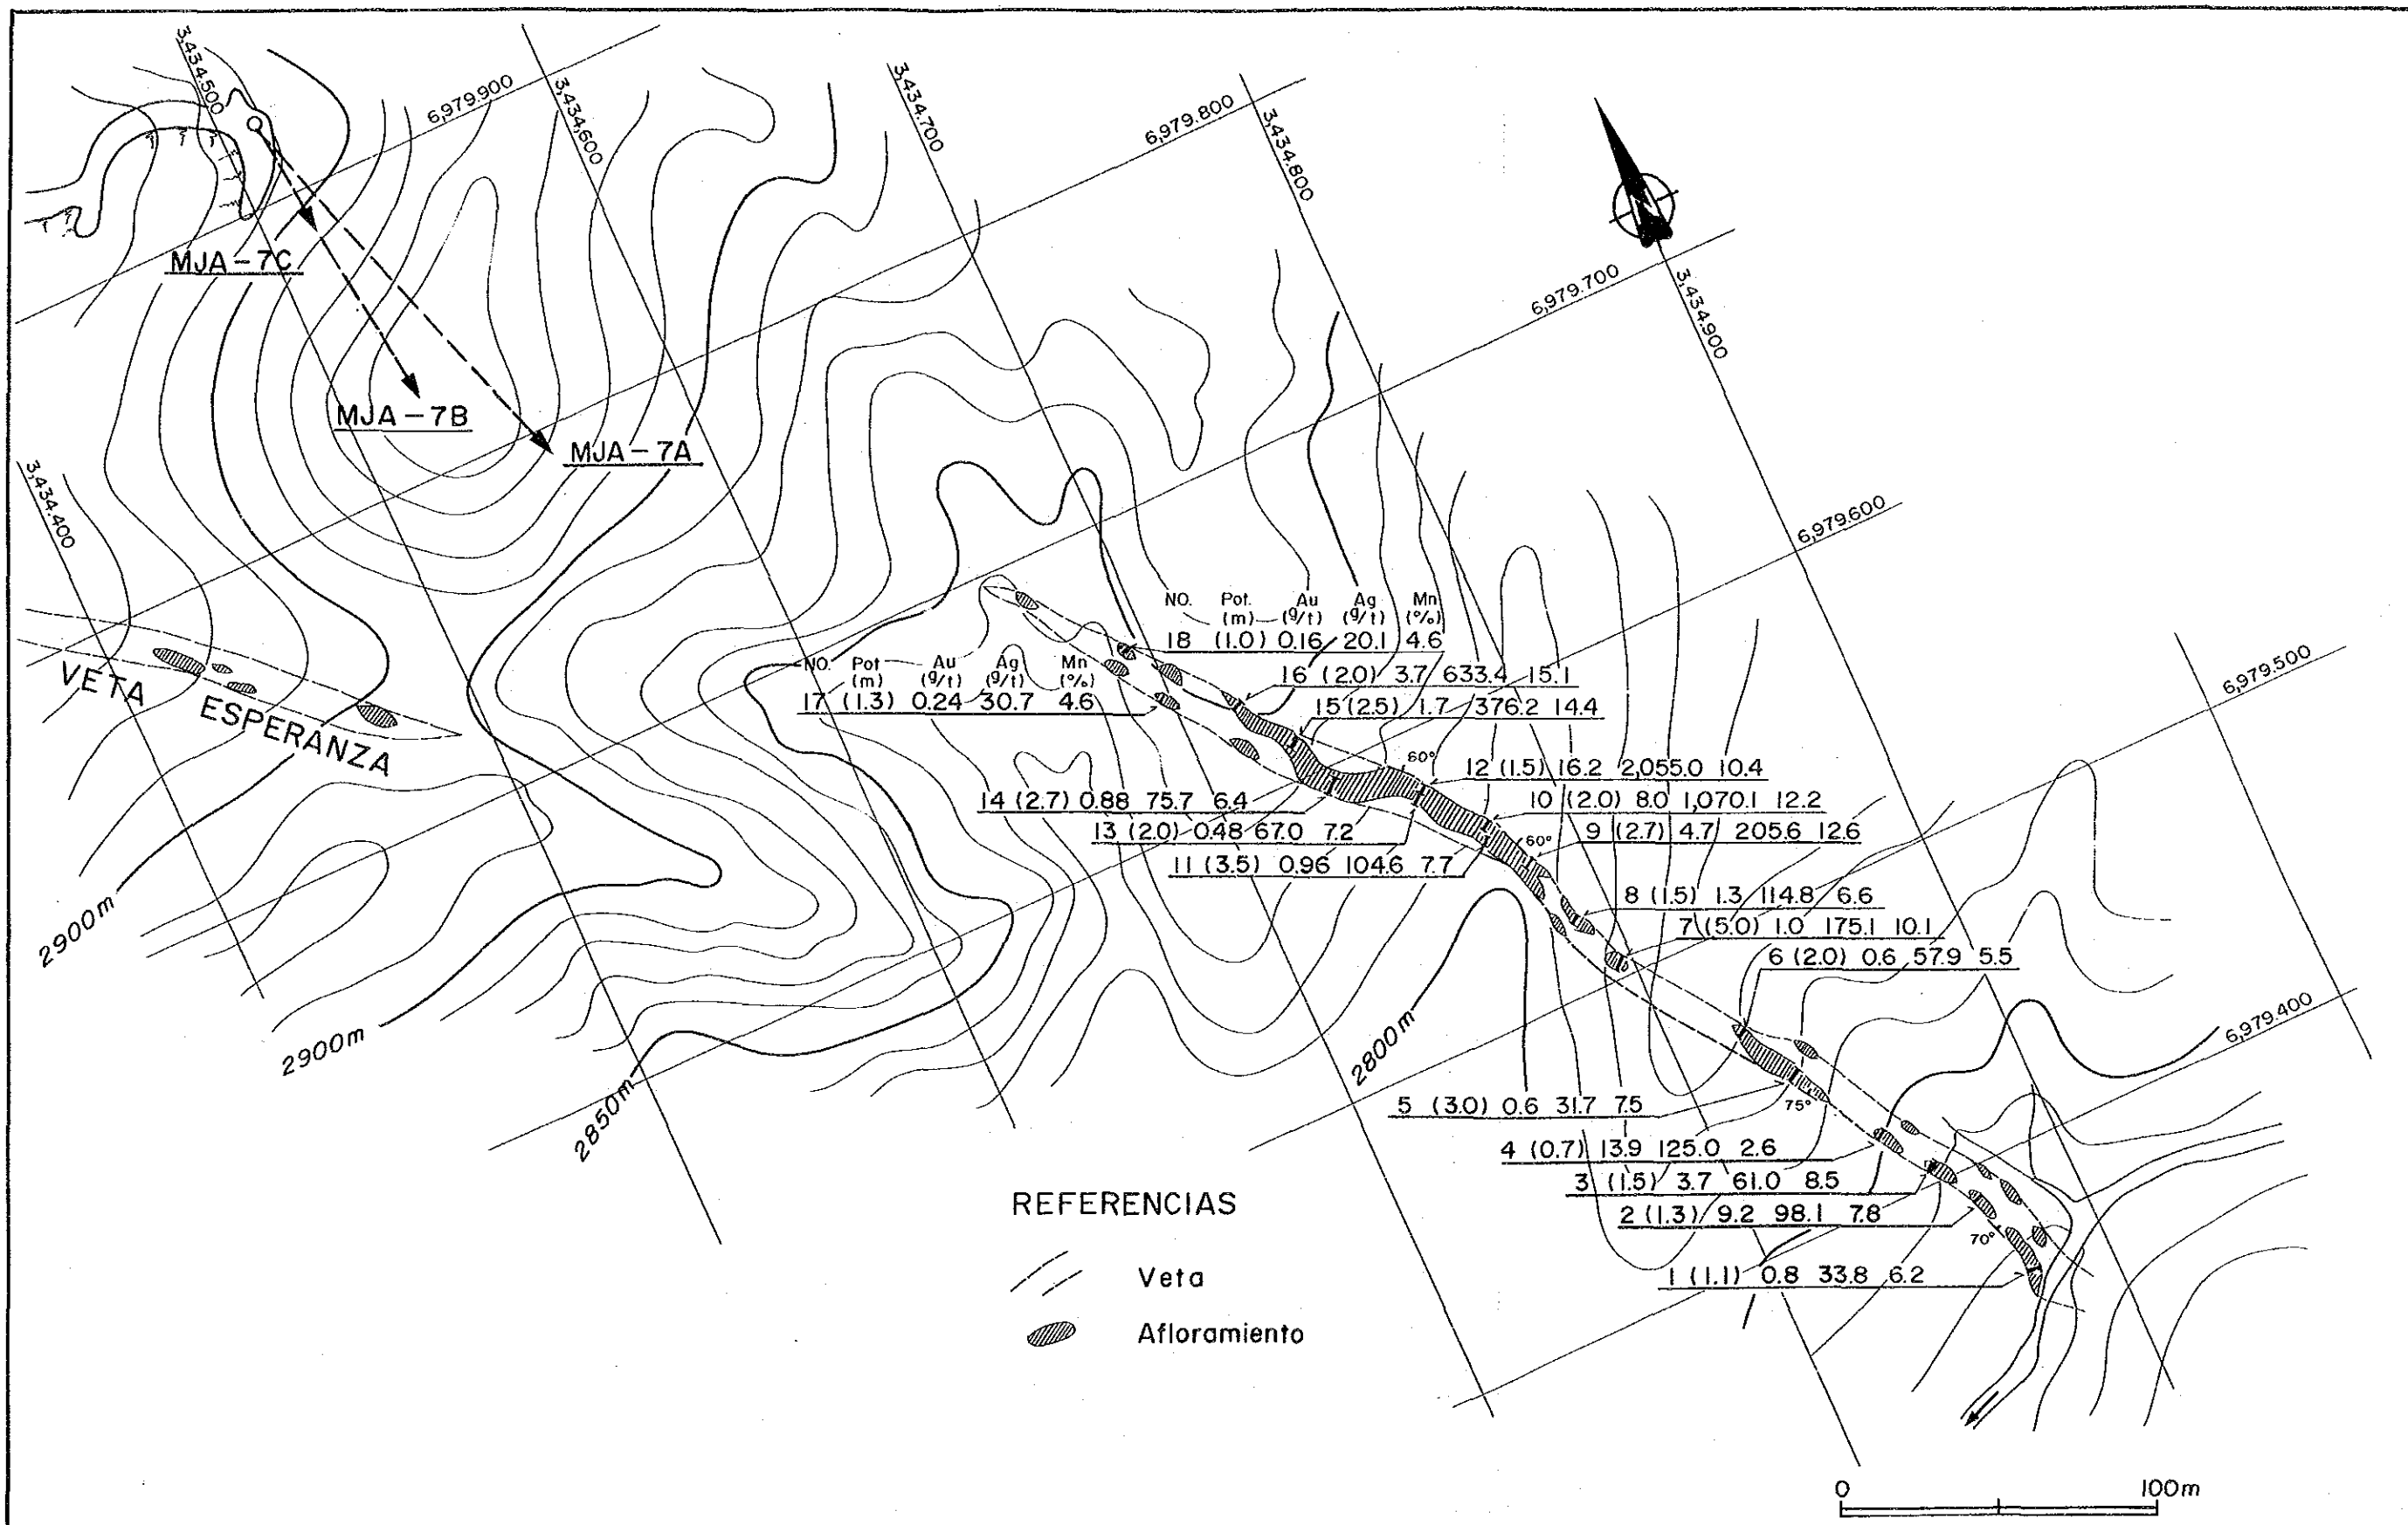 3,434.500
6,979.900
3,434.600
3,434.700
6,979.800
3,434.800
6,979.700
3,434.900
MJA-7C
MJA-7B
MJA-7A
3,434.400
6,979.600
6,979.500
6,979.400
VETA ESPERANZA
NO. Pot. Au Ag Mn
(m) (g/t) (g/t) (%)
18 (1.0) 0.16 20.1 4.6
NO. Pot Au Ag Mn
(m) (g/t) (g/t) (%)
17 (1.3) 0.24 30.7 4.6
16 (2.0) 3.7 633.4 15.1
15 (2.5) 1.7 376.2 14.4
60°
12 (1.5) 16.2 2,055.0 10.4
14 (2.7) 0.88 75.7 6.4
10 (2.0) 8.0 1,070.1 12.2
13 (2.0) 0.48 67.0 7.2
60°
9 (2.7) 4.7 205.6 12.6
11 (3.5) 0.96 104.6 7.7
8 (1.5) 1.3 114.8 6.6
7 (5.0) 1.0 175.1 10.1
6 (2.0) 0.6 57.9 5.5
2900m
2900m
2850m
2800m
5 (3.0) 0.6 31.7 7.5
75°
4 (0.7) 13.9 125.0 2.6
3 (1.5) 3.7 61.0 8.5
2 (1.3) 9.2 98.1 7.8
70°
1 (1.1) 0.8 33.8 6.2
REFERENCIAS
Veta
Afloramiento
0 100m